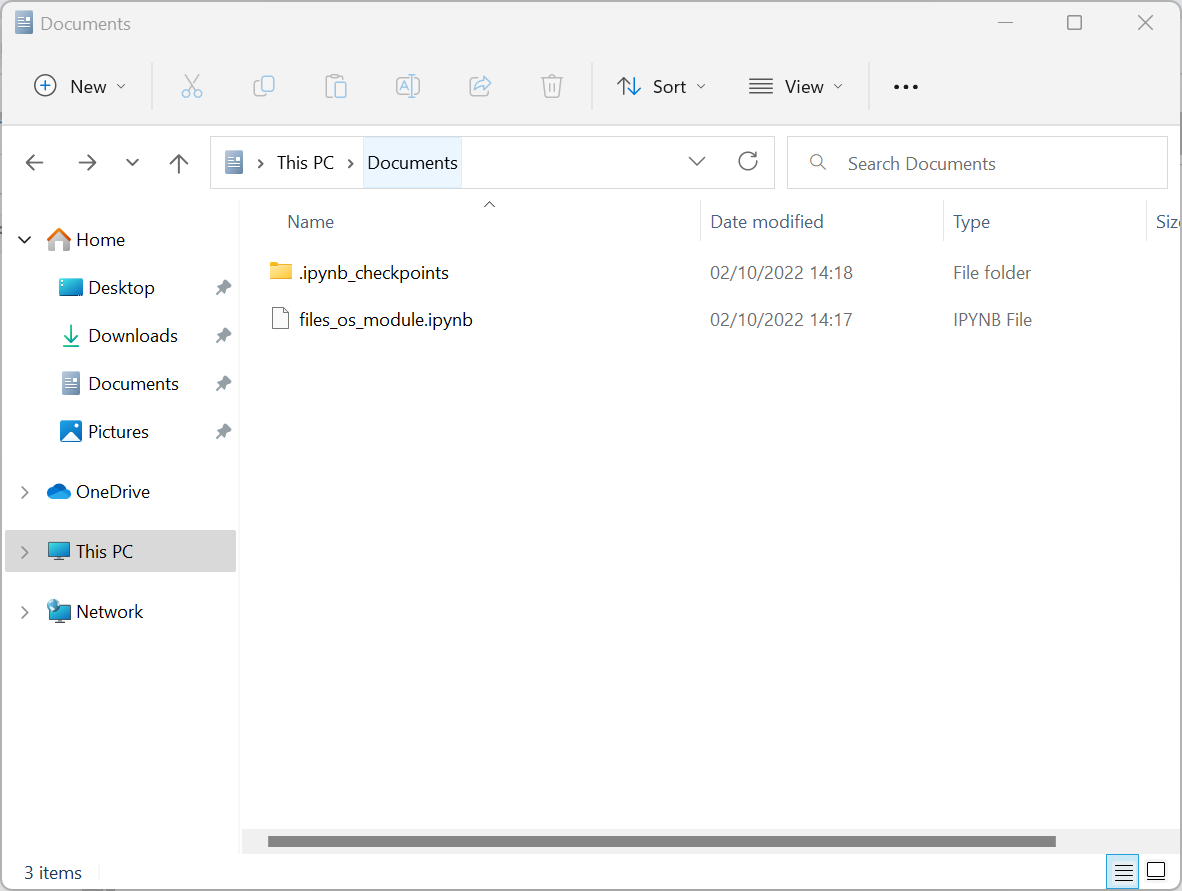 Documents
New Sort View
This PC Documents Search Documents
Name Date modified Type Siz
Home
.ipynb_checkpoints 02/10/2022 14:18 File folder
Desktop
files_os_module.ipynb 02/10/2022 14:17 IPYNB File
Downloads
Documents
Pictures
OneDrive
This PC
Network
3 items